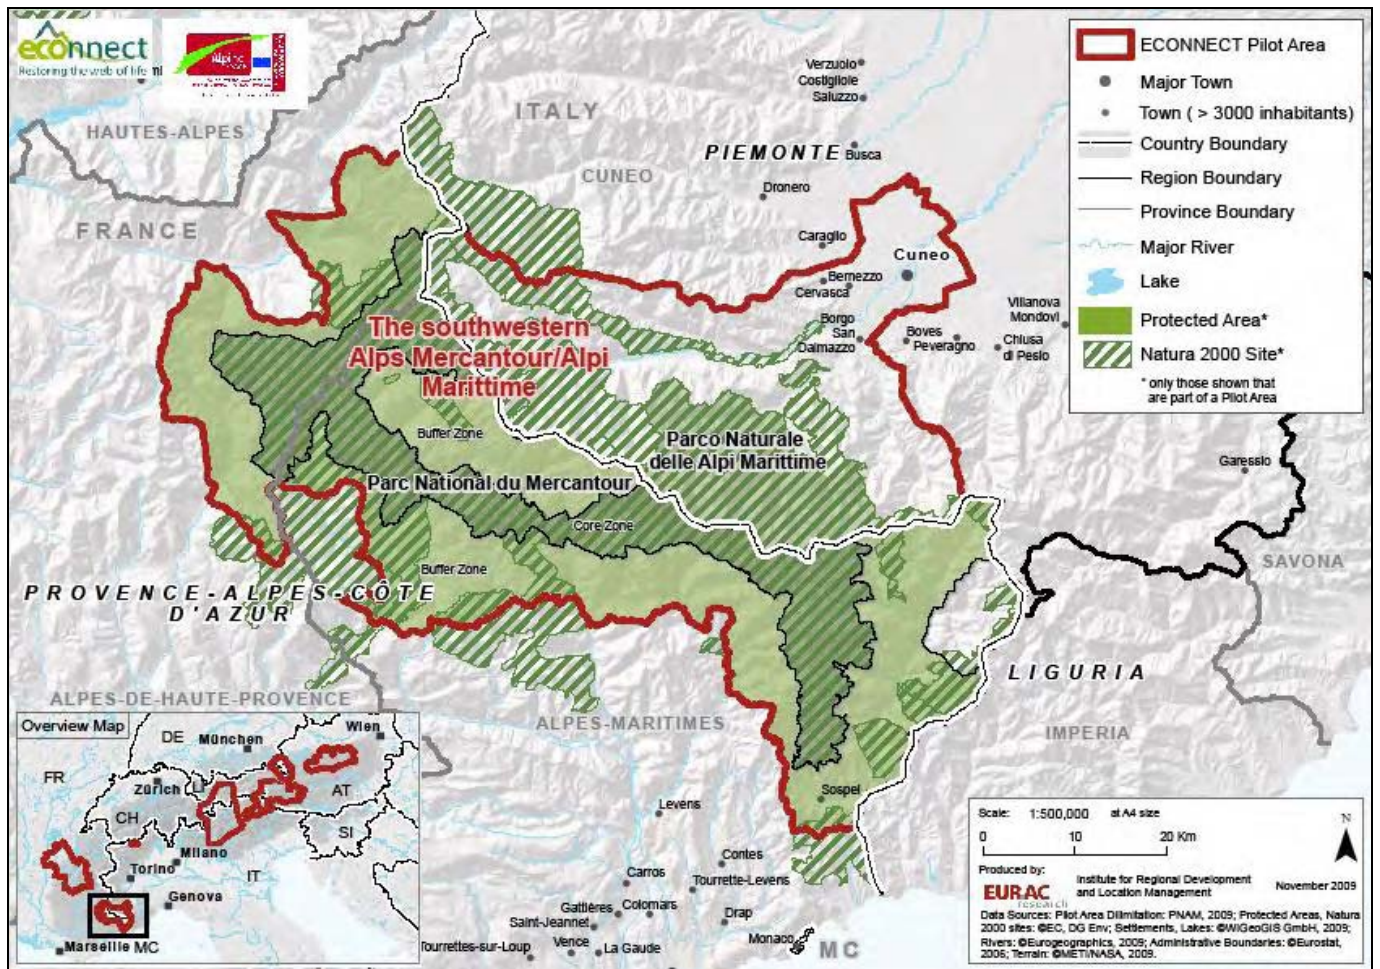 econnect
Restoring the web of life
Alpine
HAUTES-ALPES
FRANCE
ITALY
PIEMONTE
CUNEO
Verzuolo
Costigliole
Saluzzo
Busca
Dronero
Caraglio
Cuneo
Bernezzo
Cervasca
Borgo
San
Dalmazzo
Boves
Peveragno
Villanova
Mondovì
Chiusa
di Pesio
Garessio
SAVONA
The southwestern
Alps Mercantour/Alpi
Marittime
Buffer Zone
Parco Naturale
delle Alpi Marittime
Parc National du Mercantour
Core Zone
Buffer Zone
PROVENCE-ALPES-CÔTE
D'AZUR
ALPES-DE-HAUTE-PROVENCE
ALPES-MARITIMES
LIGURIA
IMPERIA
Sospel
Levens
Contes
Carros
Tourrette-Levens
Gattières
Colomars
Saint-Jeannet
Drap
Vence
La Gaude
Tourrettes-sur-Loup
Monaco
MC
ECONNECT Pilot Area
Major Town
Town ( > 3000 inhabitants)
Country Boundary
Region Boundary
Province Boundary
Major River
Lake
Protected Area*
Natura 2000 Site*
* only those shown that
are part of a Pilot Area
Overview Map
DE
München
Wien
FR
Zürich
LI
AT
CH
SI
Milano
Torino
IT
Genova
Marseille
MC
Scale: 1:500,000 at A4 size
0 10 20 Km
N
Produced by:
EURAC
research
Institute for Regional Development
and Location Management
November 2009
Data Sources: Pilot Area Dilimitation: PNAM, 2009; Protected Areas, Natura
2000 sites: ©EC, DG Env; Settlements, Lakes: ©WIGeoGIS GmbH, 2009;
Rivers: ©Eurogeographics, 2009; Administrative Boundaries: ©Eurostat,
2006; Terrain: ©METI/NASA, 2009.